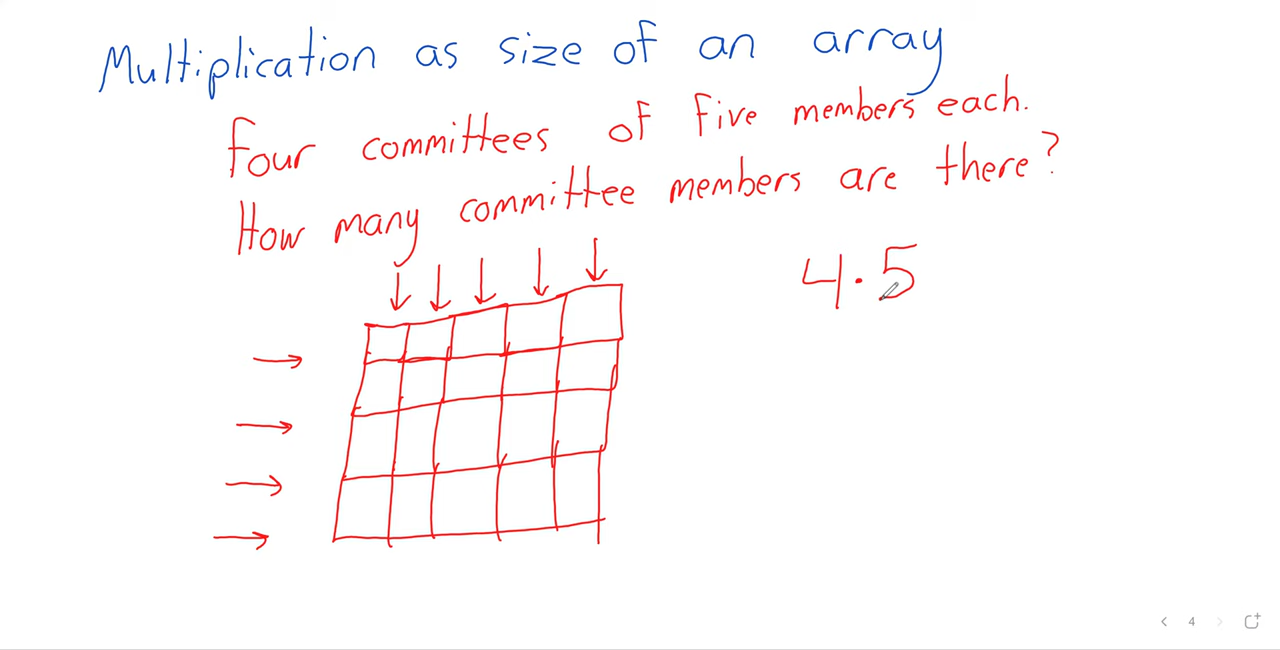 Multiplication as size of an array
Four committees of five members each.
How many committee members are there?
4 · 5
4